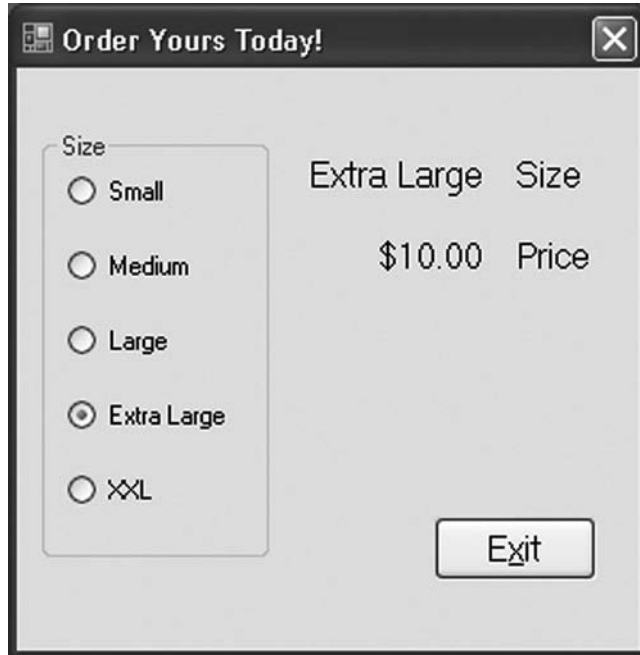 Order Yours Today!
Size
Small
Medium
Large
Extra Large
XXL
Extra Large Size
$10.00 Price
Exit